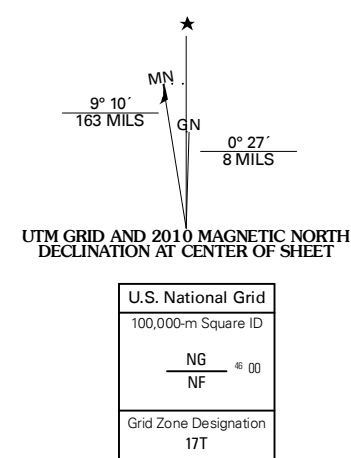 ★
MN
9° 10´
163 MILS
GN
0° 27´
8 MILS
UTM GRID AND 2010 MAGNETIC NORTH
DECLINATION AT CENTER OF SHEET
U.S. National Grid
100,000-m Square ID
NG
46 00
NF
Grid Zone Designation
17T